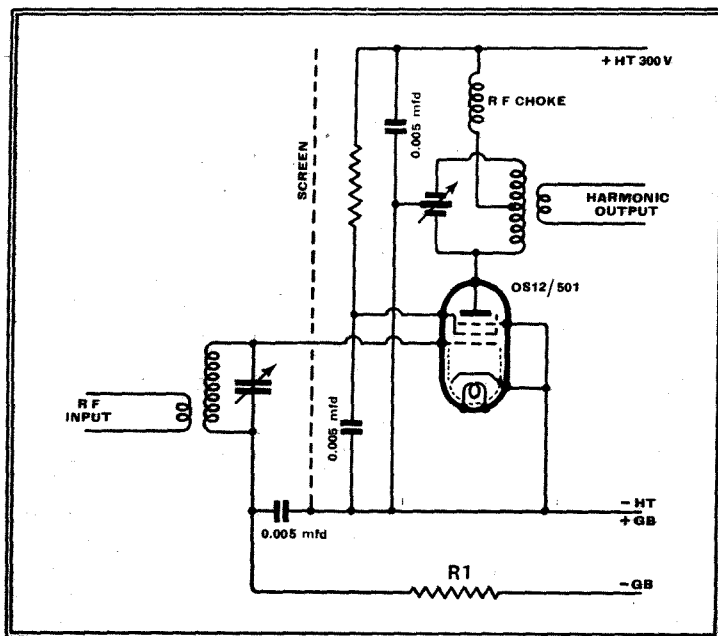 + HT 300 V
R F CHOKE
0.005 mfd
SCREEN
HARMONIC
OUTPUT
OS12/501
R F
INPUT
0.005 mfd
0.005 mfd
– HT
+ GB
R1
– GB